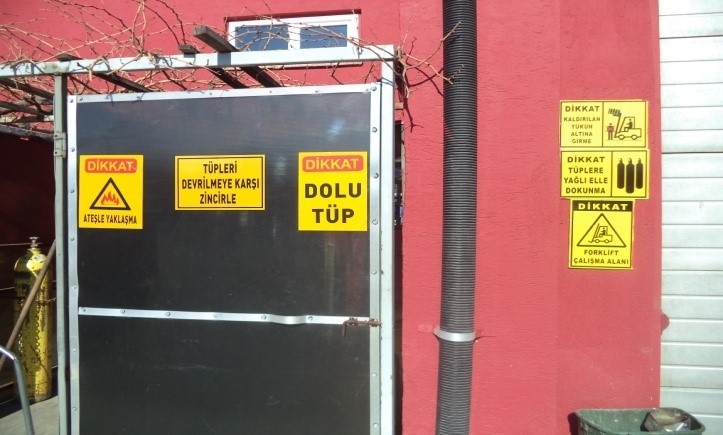 DİKKAT
ATEŞLE YAKLAŞMA
TÜPLERİ
DEVRİLMEYE KARŞI
ZİNCİRLE
DİKKAT
DOLU
TÜP
DİKKAT
KALDIRILAN
YÜKÜN
ALTINA
GİRME
DİKKAT
TÜPLERE
YAĞLI ELLE
DOKUNMA
DİKKAT
FORKLİFT
ÇALIŞMA ALANI